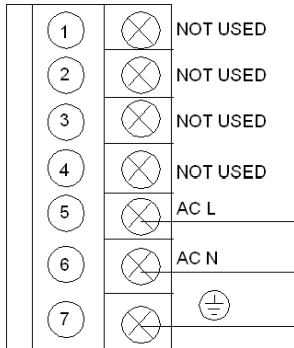 1 NOT USED
2 NOT USED
3 NOT USED
4 NOT USED
5 AC L
6 AC N
7